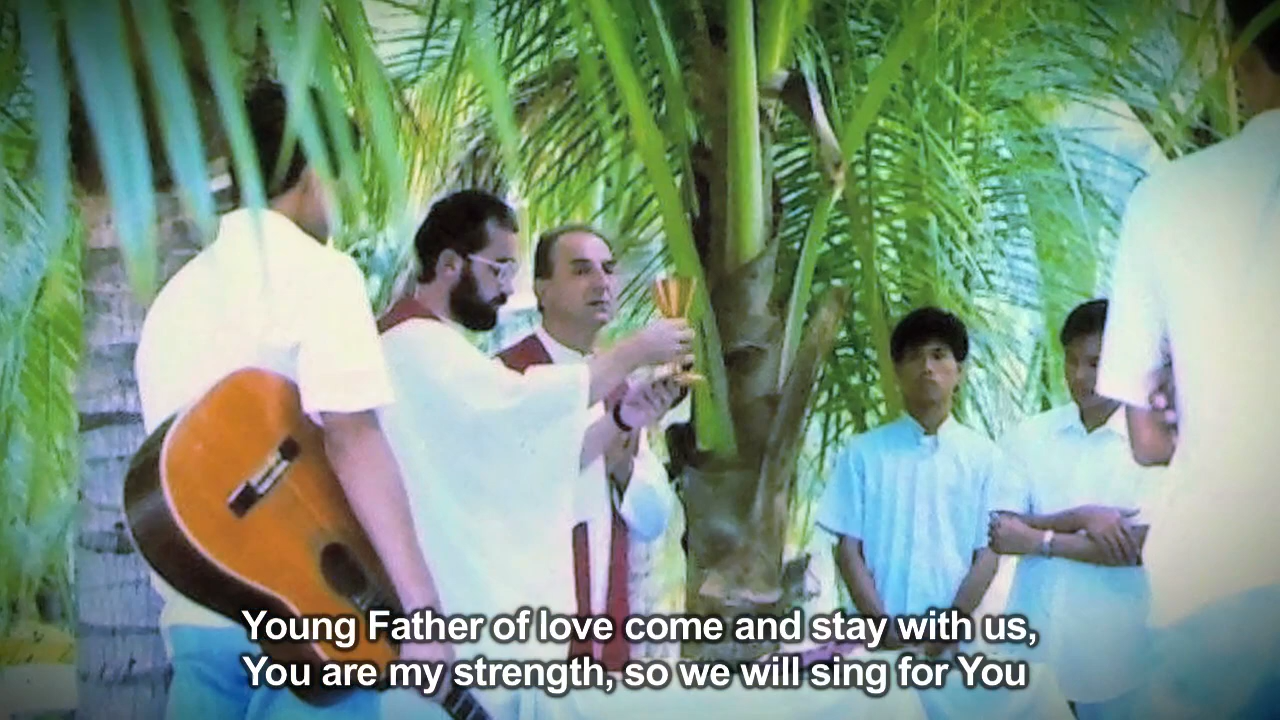 Young Father of love come and stay with us,
You are my strength, so we will sing for You